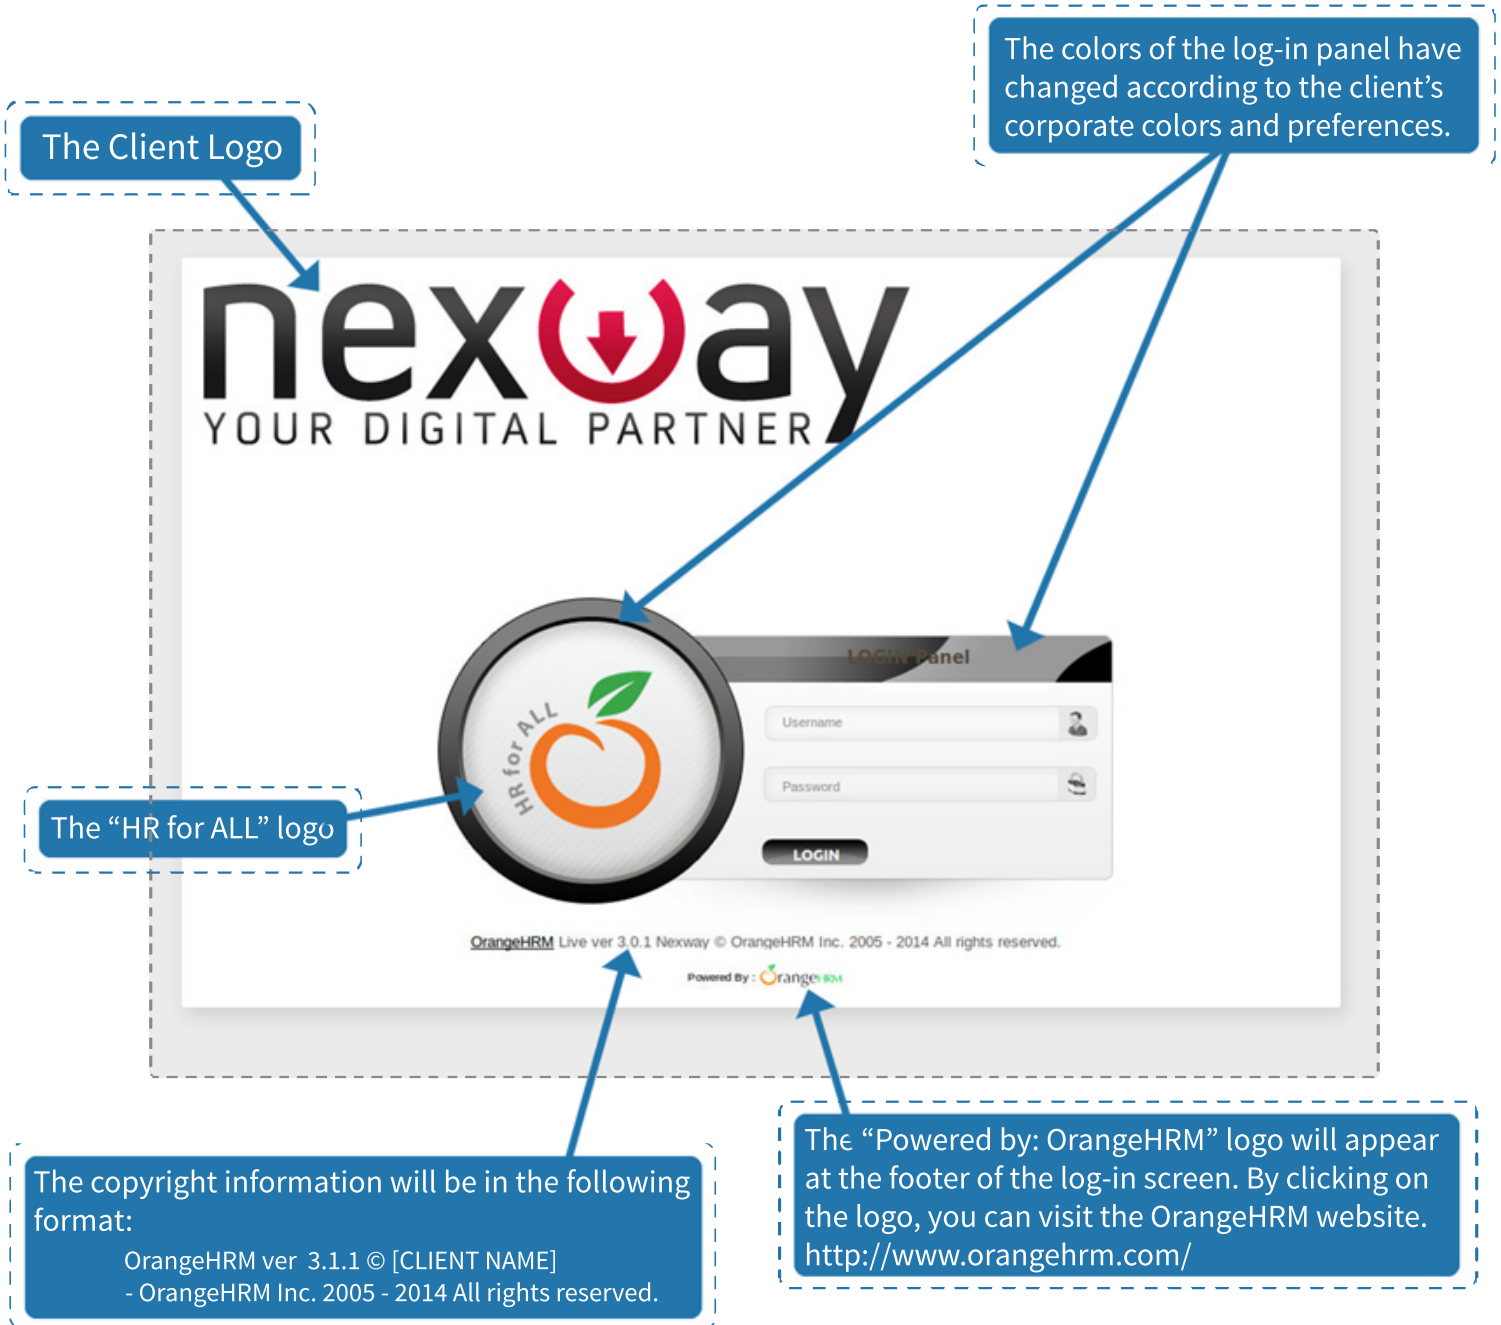 The colors of the log-in panel have
changed according to the client’s
corporate colors and preferences.
The Client Logo
nexway
YOUR DIGITAL PARTNER
LOGIN Panel
HR for ALL
Username
Password
The “HR for ALL” logo
LOGIN
OrangeHRM Live ver 3.0.1 Nexway © OrangeHRM Inc. 2005 - 2014 All rights reserved.
Powered By : OrangeHRM
The “Powered by: OrangeHRM” logo will appear
at the footer of the log-in screen. By clicking on
the logo, you can visit the OrangeHRM website.
http://www.orangehrm.com/
The copyright information will be in the following
format:
OrangeHRM ver 3.1.1 © [CLIENT NAME]
- OrangeHRM Inc. 2005 - 2014 All rights reserved.